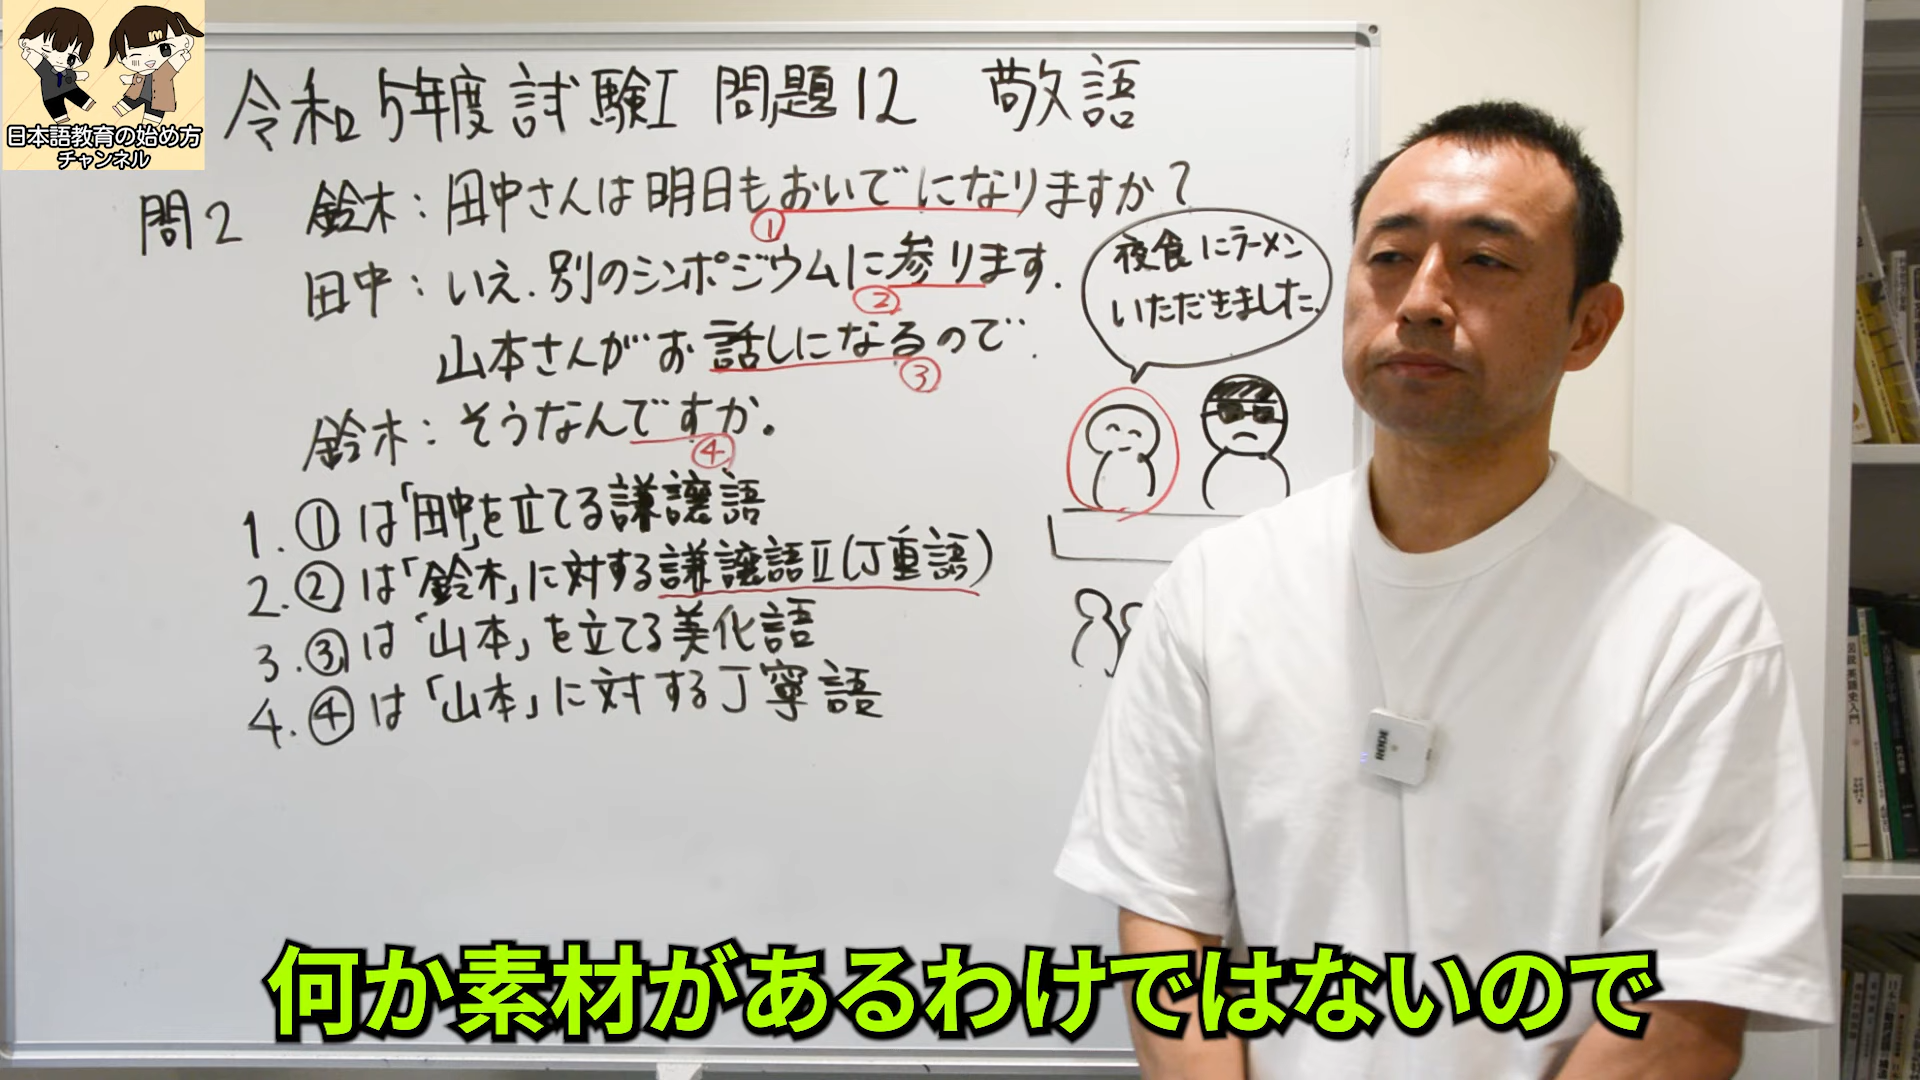 日本語教育の始め方
チャンネル
令和5年度試験I 問題12 敬語
問2 鈴木:田中さんは明日もおいでになりますか?
①
田中:いえ.別のシンポジウムに参ります.
②
山本さんがお話しになるので.
③
鈴木:そうなんですか。
④
1.①は「田中」を立てる謙譲語
2.②は「鈴木」に対する謙譲語Ⅱ(丁重語)
3.③は「山本」を立てる美化語
4.④は「山本」に対する丁寧語
夜食にラーメン
いただきました.
RODE
何か素材があるわけではないので